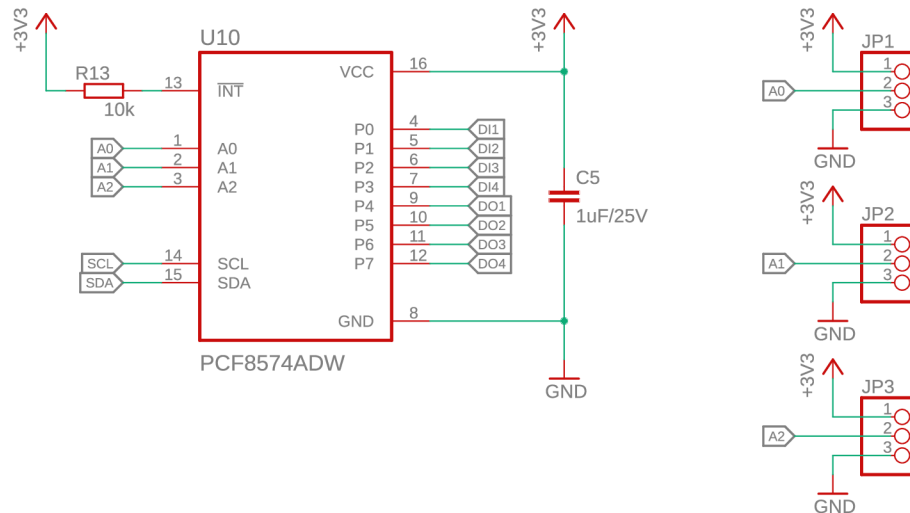 +3V3
R13
10k
U10
13
INT
A0
1
A0
A1
2
A1
A2
3
A2
SCL
14
SCL
SDA
15
SDA
VCC
16
P0
4
DI1
P1
5
DI2
P2
6
DI3
P3
7
DI4
P4
9
DO1
P5
10
DO2
P6
11
DO3
P7
12
DO4
GND
8
PCF8574ADW
+3V3
C5
1uF/25V
GND
+3V3
JP1
1
A0
2
3
GND
+3V3
JP2
1
A1
2
3
GND
+3V3
JP3
1
A2
2
3
GND